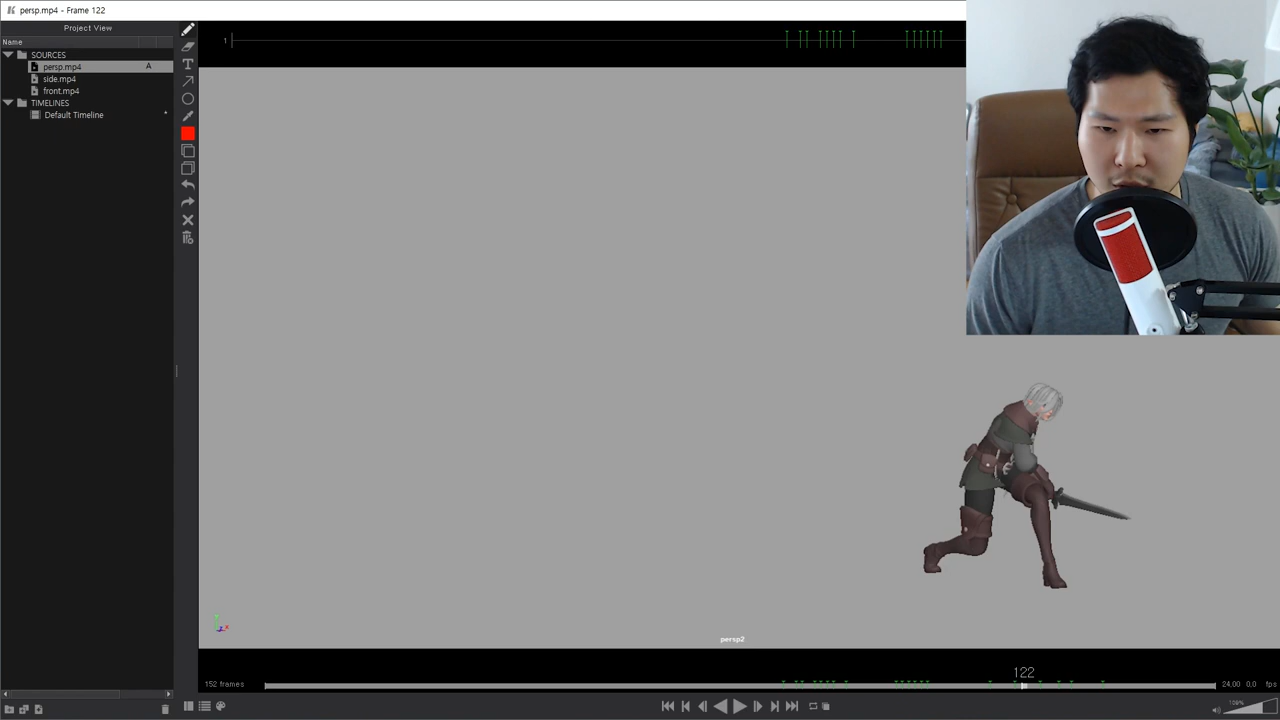 persp.mp4 - Frame 122
Project View
Name
SOURCES
persp.mp4 A
side.mp4
front.mp4
TIMELINES
Default Timeline *
1
persp2
122
152 frames
24.00 0.0 fps
109%